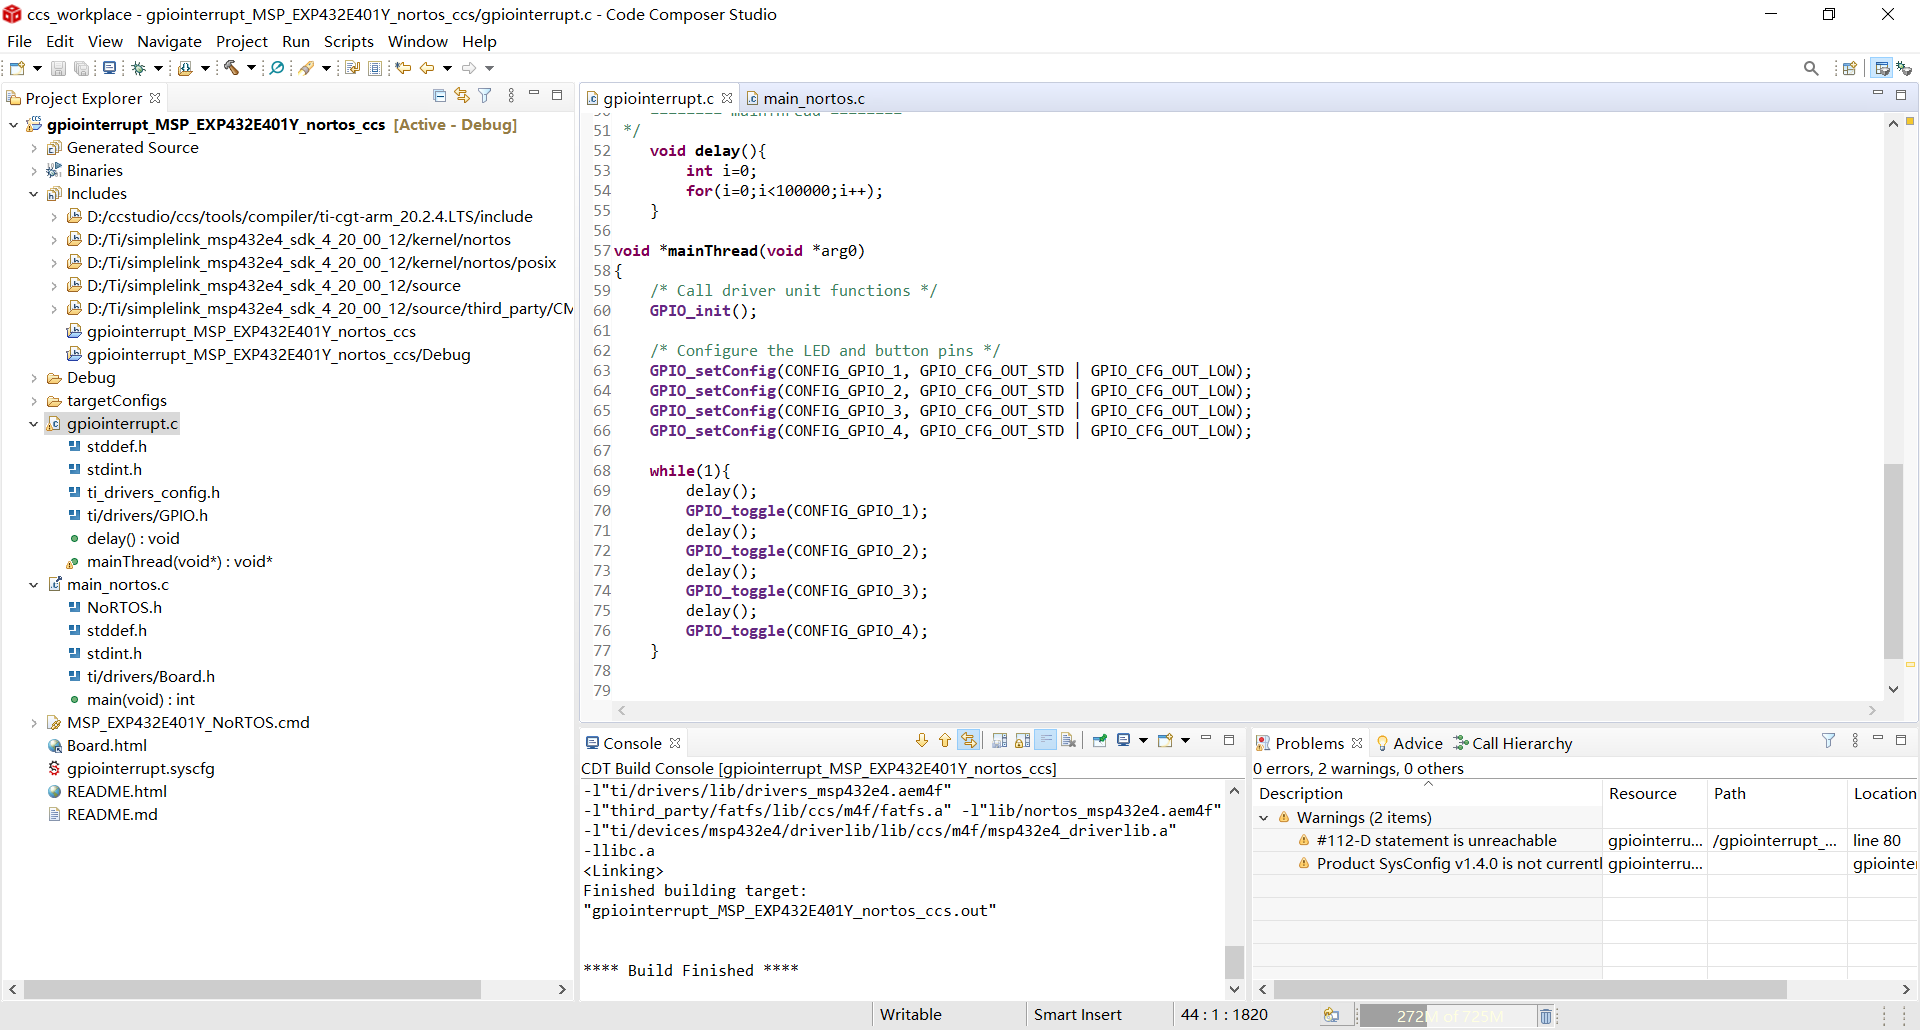 ccs_workplace - gpiointerrupt_MSP_EXP432E401Y_nortos_ccs/gpiointerrupt.c - Code Composer Studio
File Edit View Navigate Project Run Scripts Window Help
Project Explorer
gpiointerrupt_MSP_EXP432E401Y_nortos_ccs [Active - Debug]
Generated Source
Binaries
Includes
D:/ccstudio/ccs/tools/compiler/ti-cgt-arm_20.2.4.LTS/include
D:/Ti/simplelink_msp432e4_sdk_4_20_00_12/kernel/nortos
D:/Ti/simplelink_msp432e4_sdk_4_20_00_12/kernel/nortos/posix
D:/Ti/simplelink_msp432e4_sdk_4_20_00_12/source
D:/Ti/simplelink_msp432e4_sdk_4_20_00_12/source/third_party/CM
gpiointerrupt_MSP_EXP432E401Y_nortos_ccs
gpiointerrupt_MSP_EXP432E401Y_nortos_ccs/Debug
Debug
targetConfigs
gpiointerrupt.c
stddef.h
stdint.h
ti_drivers_config.h
ti/drivers/GPIO.h
delay() : void
mainThread(void*) : void*
main_nortos.c
NoRTOS.h
stddef.h
stdint.h
ti/drivers/Board.h
main(void) : int
MSP_EXP432E401Y_NoRTOS.cmd
Board.html
gpiointerrupt.syscfg
README.html
README.md
gpiointerrupt.c main_nortos.c
50 ======== mainThread ========
51 */
52 void delay(){
53 int i=0;
54 for(i=0;i<100000;i++);
55 }
56
57 void *mainThread(void *arg0)
58 {
59 /* Call driver unit functions */
60 GPIO_init();
61
62 /* Configure the LED and button pins */
63 GPIO_setConfig(CONFIG_GPIO_1, GPIO_CFG_OUT_STD | GPIO_CFG_OUT_LOW);
64 GPIO_setConfig(CONFIG_GPIO_2, GPIO_CFG_OUT_STD | GPIO_CFG_OUT_LOW);
65 GPIO_setConfig(CONFIG_GPIO_3, GPIO_CFG_OUT_STD | GPIO_CFG_OUT_LOW);
66 GPIO_setConfig(CONFIG_GPIO_4, GPIO_CFG_OUT_STD | GPIO_CFG_OUT_LOW);
67
68 while(1){
69 delay();
70 GPIO_toggle(CONFIG_GPIO_1);
71 delay();
72 GPIO_toggle(CONFIG_GPIO_2);
73 delay();
74 GPIO_toggle(CONFIG_GPIO_3);
75 delay();
76 GPIO_toggle(CONFIG_GPIO_4);
77 }
78
79
Console
CDT Build Console [gpiointerrupt_MSP_EXP432E401Y_nortos_ccs]
-l"ti/drivers/lib/drivers_msp432e4.aem4f"
-l"third_party/fatfs/lib/ccs/m4f/fatfs.a" -l"lib/nortos_msp432e4.aem4f"
-l"ti/devices/msp432e4/driverlib/lib/ccs/m4f/msp432e4_driverlib.a"
-llibc.a
<Linking>
Finished building target:
"gpiointerrupt_MSP_EXP432E401Y_nortos_ccs.out"
**** Build Finished ****
Problems Advice Call Hierarchy
0 errors, 2 warnings, 0 others
Description Resource Path Location
Warnings (2 items)
#112-D statement is unreachable gpiointerru... /gpiointerrupt_... line 80
Product SysConfig v1.4.0 is not currentl gpiointerru... gpiointer
Writable Smart Insert 44 : 1 : 1820 272M of 725M